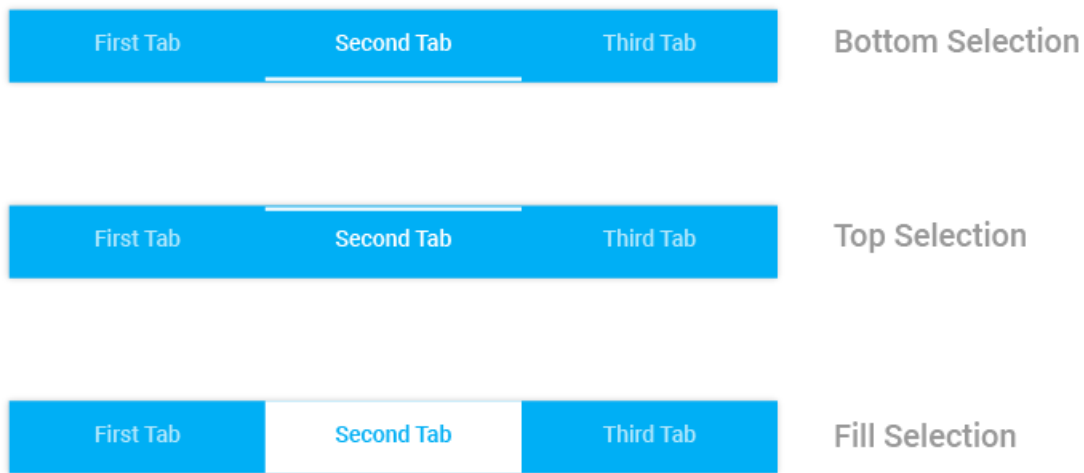 First Tab Second Tab Third Tab Bottom Selection
First Tab Second Tab Third Tab Top Selection
First Tab Second Tab Third Tab Fill Selection